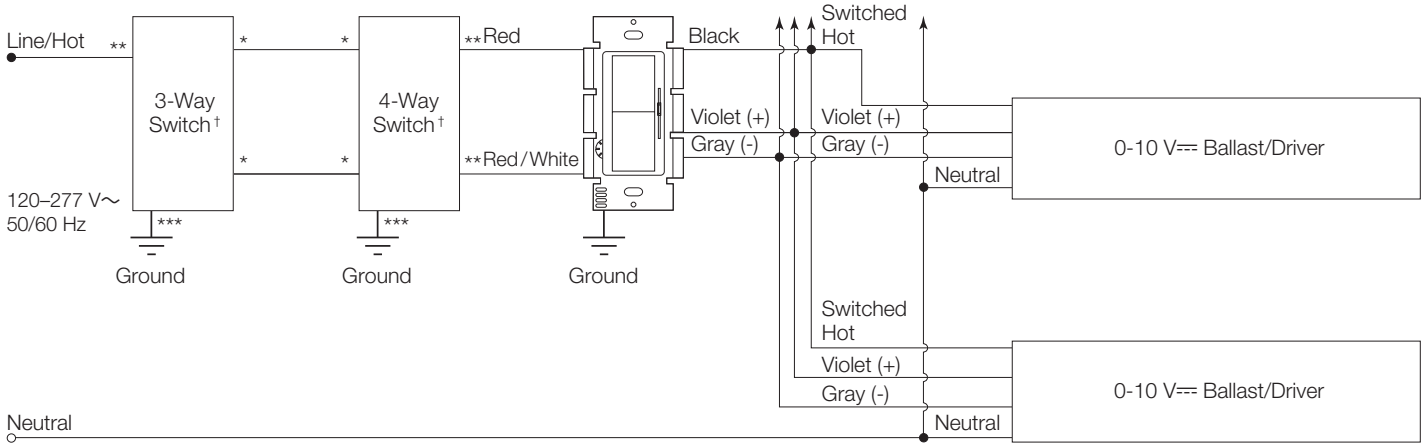 Line/Hot
**
3-Way
Switch†
*
*
*
*
120–277 V~
50/60 Hz
***
Ground
4-Way
Switch†
**Red
**Red/White
***
Ground
Ground
Black
Violet (+)
Gray (-)
Switched
Hot
Violet (+)
Gray (-)
Neutral
0-10 V⎓ Ballast/Driver
Switched
Hot
Violet (+)
Gray (-)
Neutral
0-10 V⎓ Ballast/Driver
Neutral